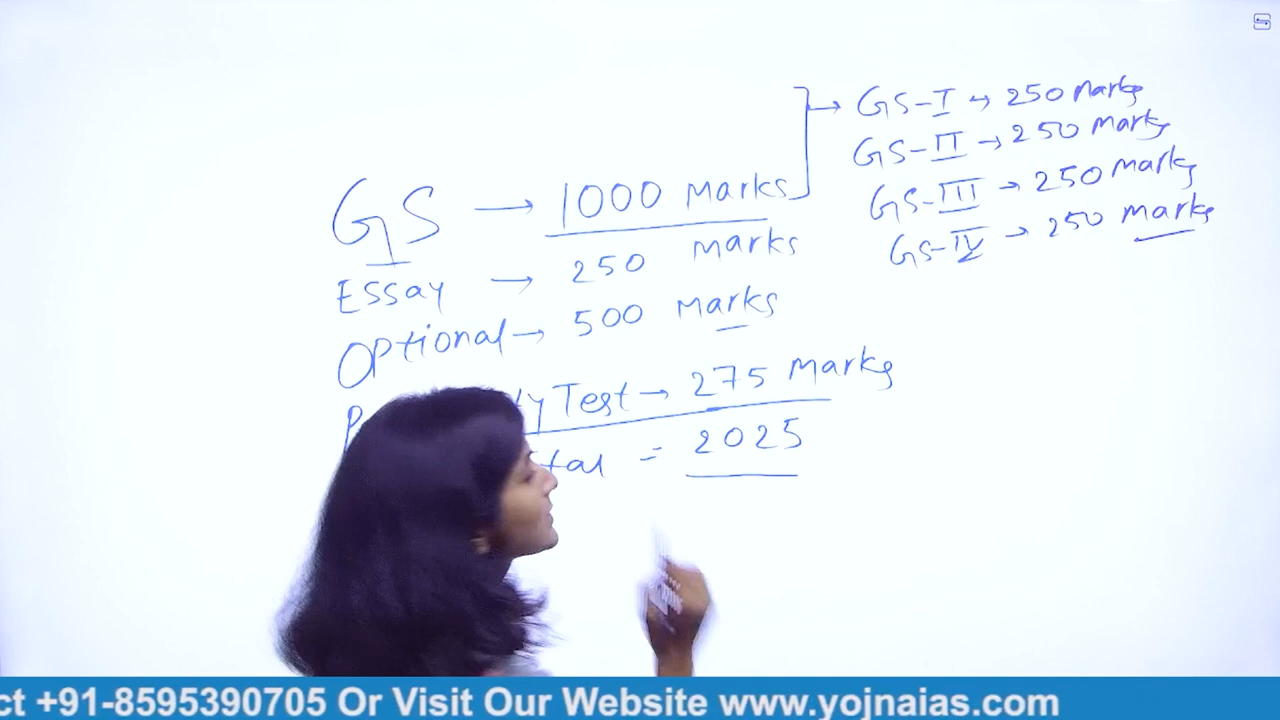 GS → 1000 Marks → GS-I → 250 Marks
GS-II → 250 Marks
GS-III → 250 Marks
GS-IV → 250 Marks
Essay → 250 Marks
Optional → 500 Marks
Test → 275 Marks
= 2025
ct +91-8595390705 Or Visit Our Website www.yojnaias.com